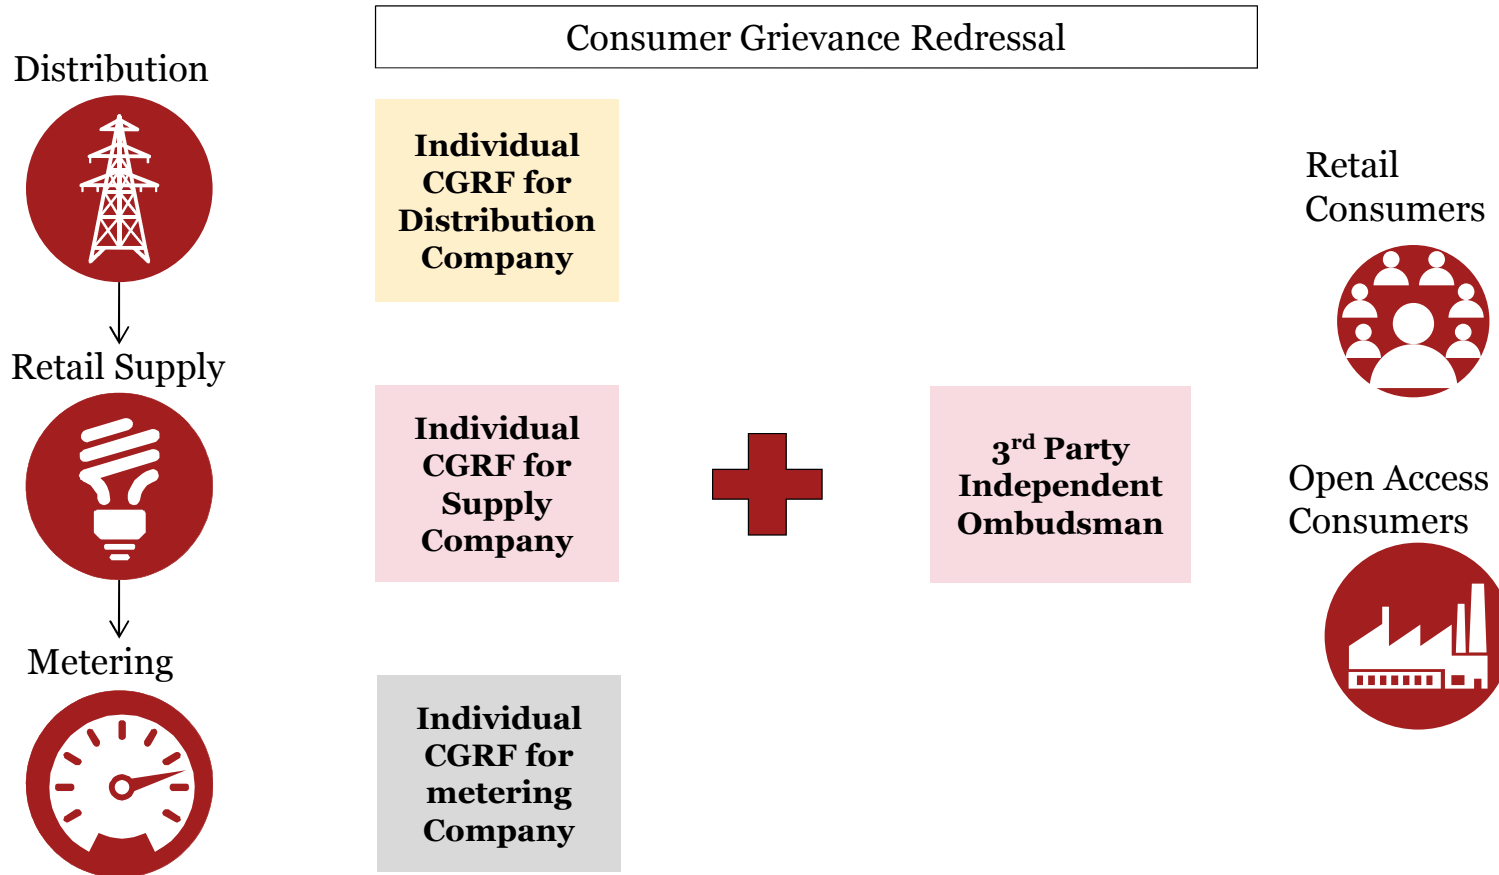 Consumer Grievance Redressal
Distribution
Individual
CGRF for
Distribution
Company
Retail
Consumers
Retail Supply
Individual
CGRF for
Supply
Company
3rd Party
Independent
Ombudsman
Open Access
Consumers
Metering
Individual
CGRF for
metering
Company